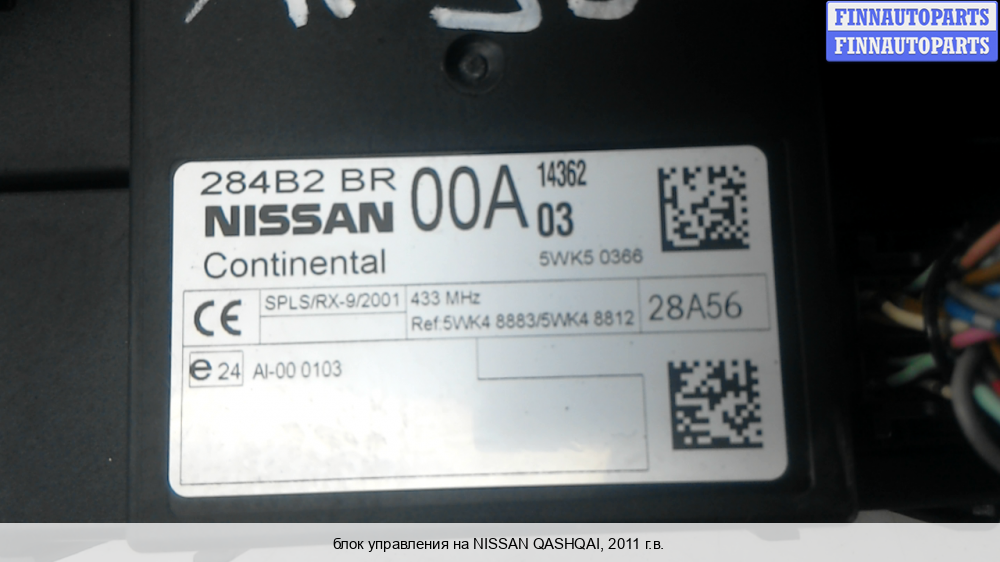 FINNAUTOPARTS
FINNAUTOPARTS
284B2 BR 00A 14362
NISSAN 03
Continental 5WK5 0366
CE SPLS/RX-9/2001 433 MHz 28A56
Ref:5WK4 8883/5WK4 8812
e 24 AI-00 0103
блок управления на NISSAN QASHQAI, 2011 г.в.